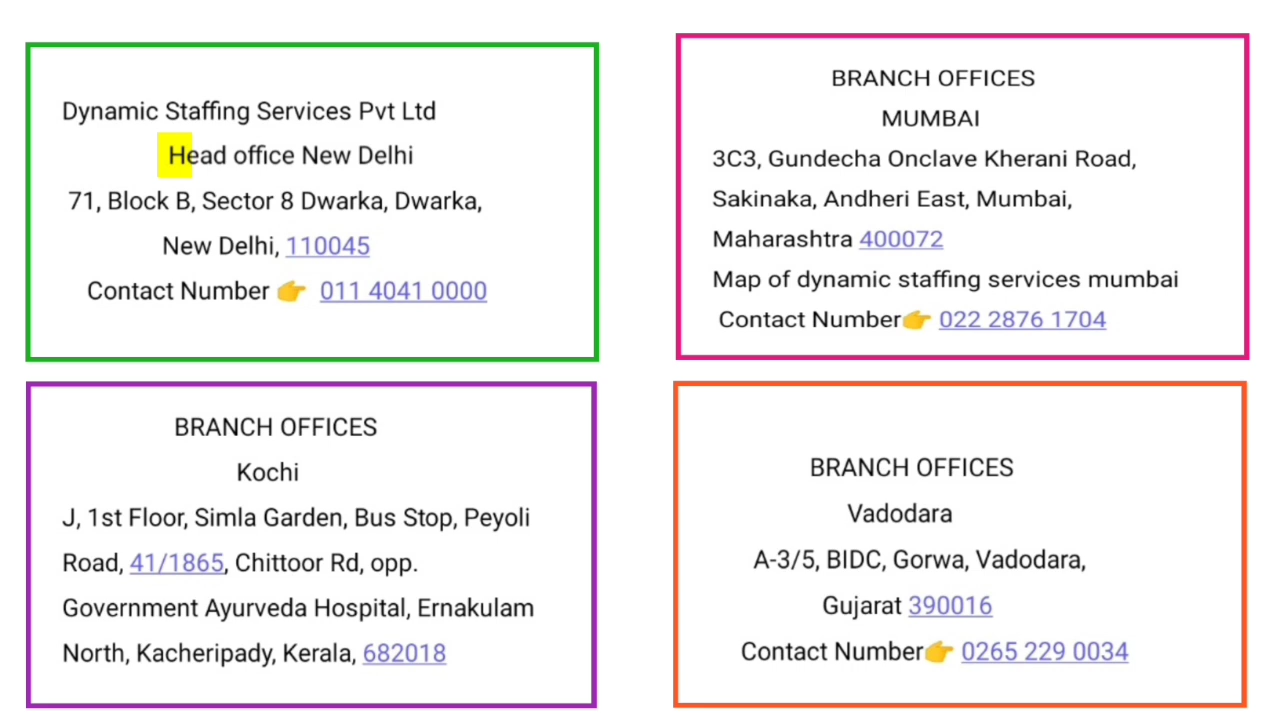 Dynamic Staffing Services Pvt Ltd
Head office New Delhi
71, Block B, Sector 8 Dwarka, Dwarka,
New Delhi, 110045
Contact Number 👉 011 4041 0000
BRANCH OFFICES
MUMBAI
3C3, Gundecha Onclave Kherani Road,
Sakinaka, Andheri East, Mumbai,
Maharashtra 400072
Map of dynamic staffing services mumbai
Contact Number👉 022 2876 1704
BRANCH OFFICES
Kochi
J, 1st Floor, Simla Garden, Bus Stop, Peyoli
Road, 41/1865, Chittoor Rd, opp.
Government Ayurveda Hospital, Ernakulam
North, Kacheripady, Kerala, 682018
BRANCH OFFICES
Vadodara
A-3/5, BIDC, Gorwa, Vadodara,
Gujarat 390016
Contact Number👉 0265 229 0034